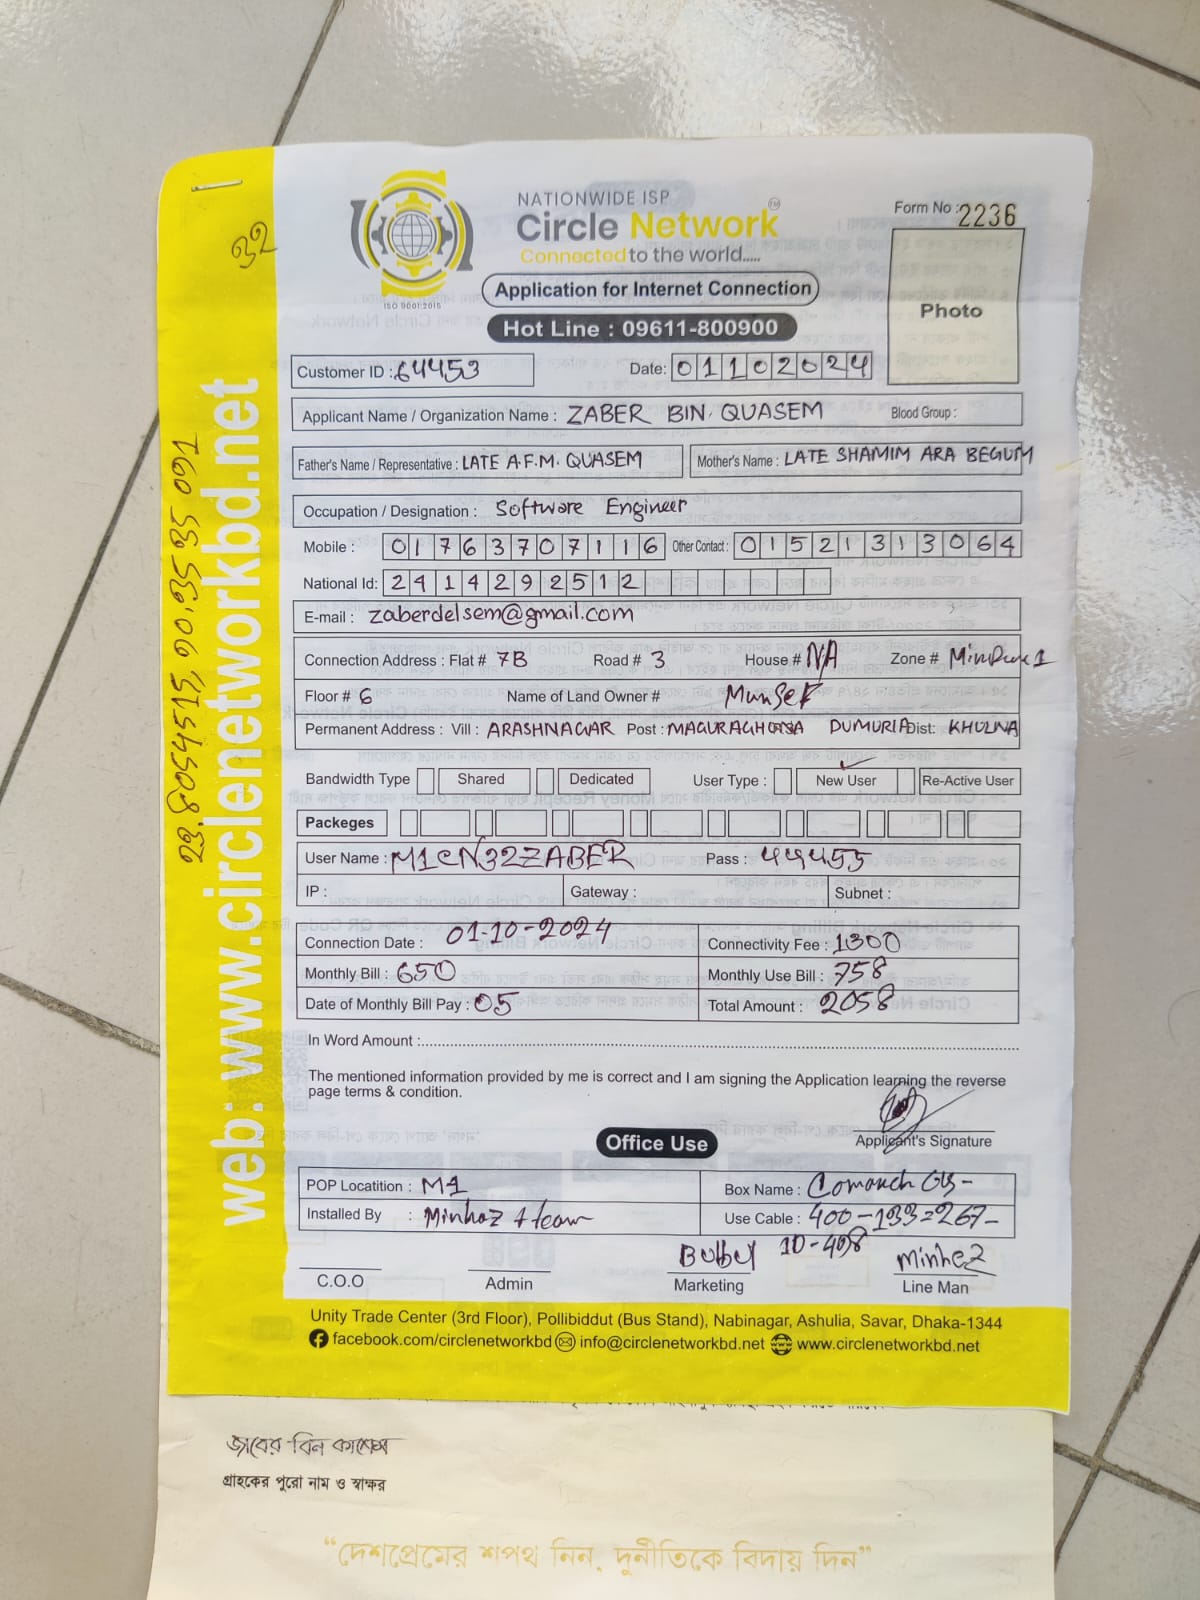 NATIONWIDE ISP
Circle Network TM
Connected to the world.....
ISO 9001:2015
Application for Internet Connection
Hot Line : 09611-800900
Form No : 2236
Photo
32
web: www.circlenetworkbd.net
Customer ID : 64453 Date: 01102024
Applicant Name / Organization Name : ZABER BIN QUASEM Blood Group :
Father's Name / Representative : LATE A.F.M. QUASEM Mother's Name : LATE SHAMIM ARA BEGUM
Occupation / Designation : Software Engineer
Mobile : 01763707116 Other Contact : 01521313064
National Id: 2414292512
E-mail : zaberdelsem@gmail.com
Connection Address : Flat # 7B Road # 3 House # NA Zone #
Floor # 6 Name of Land Owner #
Permanent Address : Vill : ARASHNAGAR Post : MAGURAGHONA DUMURIA Dist: KHULNA
Bandwidth Type Shared Dedicated User Type : New User Re-Active User
Packeges
User Name : M1CN32ZABER Pass : 44455
IP : Gateway : Subnet :
Connection Date : 01-10-2024 Connectivity Fee : 1300
Monthly Bill : 650 Monthly Use Bill : 758
Date of Monthly Bill Pay : 05 Total Amount : 2058
In Word Amount :
The mentioned information provided by me is correct and I am signing the Application learning the reverse
page terms & condition.
Applicant's Signature
Office Use
POP Locatition : M1 Box Name :
Installed By : Minhaz + team Use Cable : 400-133=267-
10-408
C.O.O Admin Marketing Line Man
Unity Trade Center (3rd Floor), Pollibiddut (Bus Stand), Nabinagar, Ashulia, Savar, Dhaka-1344
facebook.com/circlenetworkbd info@circlenetworkbd.net www.circlenetworkbd.net
জাবের বিন কাসেম
গ্রাহকের পুরো নাম ও স্বাক্ষর
“দেশপ্রেমের শপথ নিন, দুর্নীতিকে বিদায় দিন”